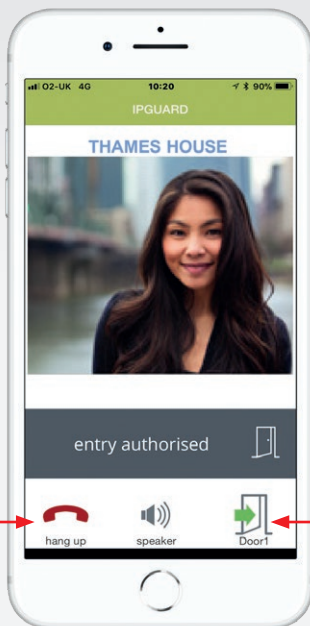 O2-UK 4G 10:20 90%
IPGUARD
THAMES HOUSE
entry authorised
hang up speaker Door1